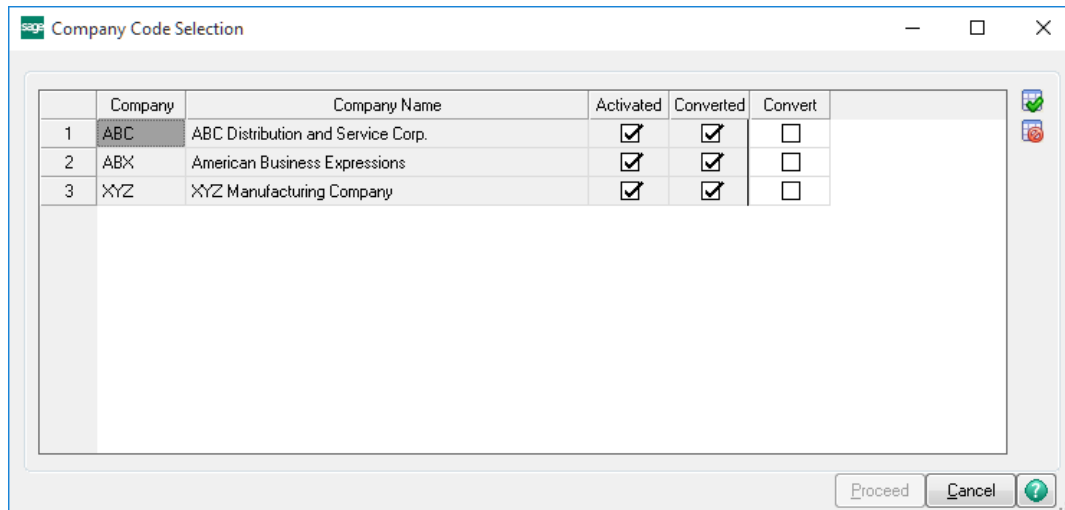 sage Company Code Selection
Company Company Name Activated Converted Convert
1 ABC ABC Distribution and Service Corp.
2 ABX American Business Expressions
3 XYZ XYZ Manufacturing Company
Proceed Cancel ?